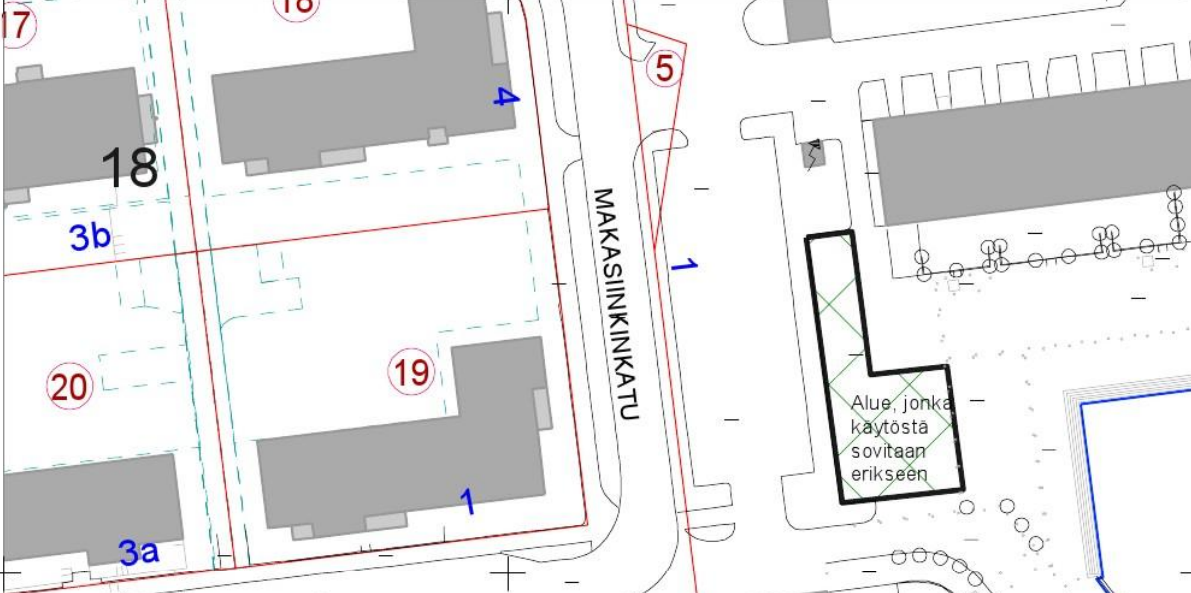 17
18
5
4
18
3b
MAKASIINKINKATU
1
20
19
Alue, jonka
käytöstä
sovitaan
erikseen
1
3a